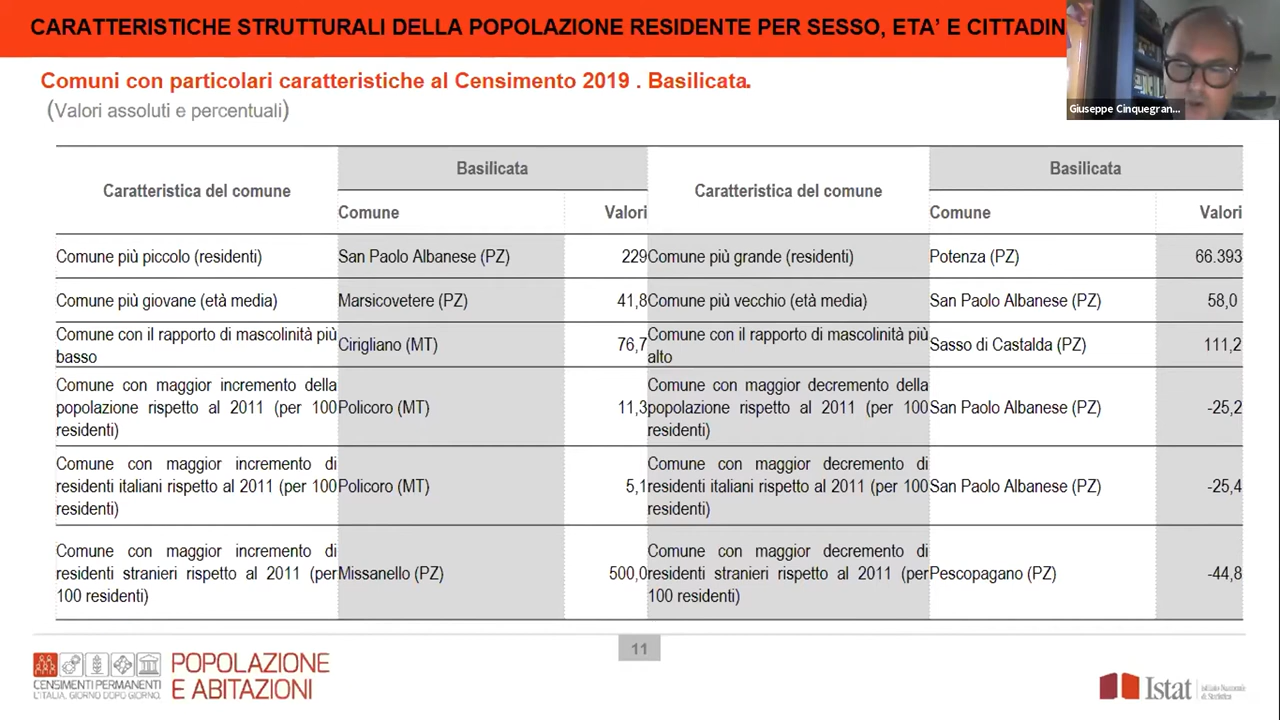 CARATTERISTICHE STRUTTURALI DELLA POPOLAZIONE RESIDENTE PER SESSO, ETA' E CITTADIN
Giuseppe Cinquegran...
Comuni con particolari caratteristiche al Censimento 2019 . Basilicata.
(Valori assoluti e percentuali)
Caratteristica del comune Basilicata Caratteristica del comune Basilicata
Comune Valori Comune Valori
Comune più piccolo (residenti) San Paolo Albanese (PZ) 229 Comune più grande (residenti) Potenza (PZ) 66.393
Comune più giovane (età media) Marsicovetere (PZ) 41,8 Comune più vecchio (età media) San Paolo Albanese (PZ) 58,0
Comune con il rapporto di mascolinità più
basso
Cirigliano (MT) 76,7
Comune con il rapporto di mascolinità più
alto
Sasso di Castalda (PZ) 111,2
Comune con maggior incremento della
popolazione rispetto al 2011 (per 100
residenti)
Policoro (MT) 11,3
Comune con maggior decremento della
popolazione rispetto al 2011 (per 100
residenti)
San Paolo Albanese (PZ) -25,2
Comune con maggior incremento di
residenti italiani rispetto al 2011 (per 100
residenti)
Policoro (MT) 5,1
Comune con maggior decremento di
residenti italiani rispetto al 2011 (per 100
residenti)
San Paolo Albanese (PZ) -25,4
Comune con maggior incremento di
residenti stranieri rispetto al 2011 (per
100 residenti)
Missanello (PZ) 500,0
Comune con maggior decremento di
residenti stranieri rispetto al 2011 (per
100 residenti)
Pescopagano (PZ) -44,8
11
CENSIMENTI PERMANENTI
L'ITALIA, GIORNO DOPO GIORNO.
POPOLAZIONE
E ABITAZIONI
Istat
Istituto Nazionale
di Statistica